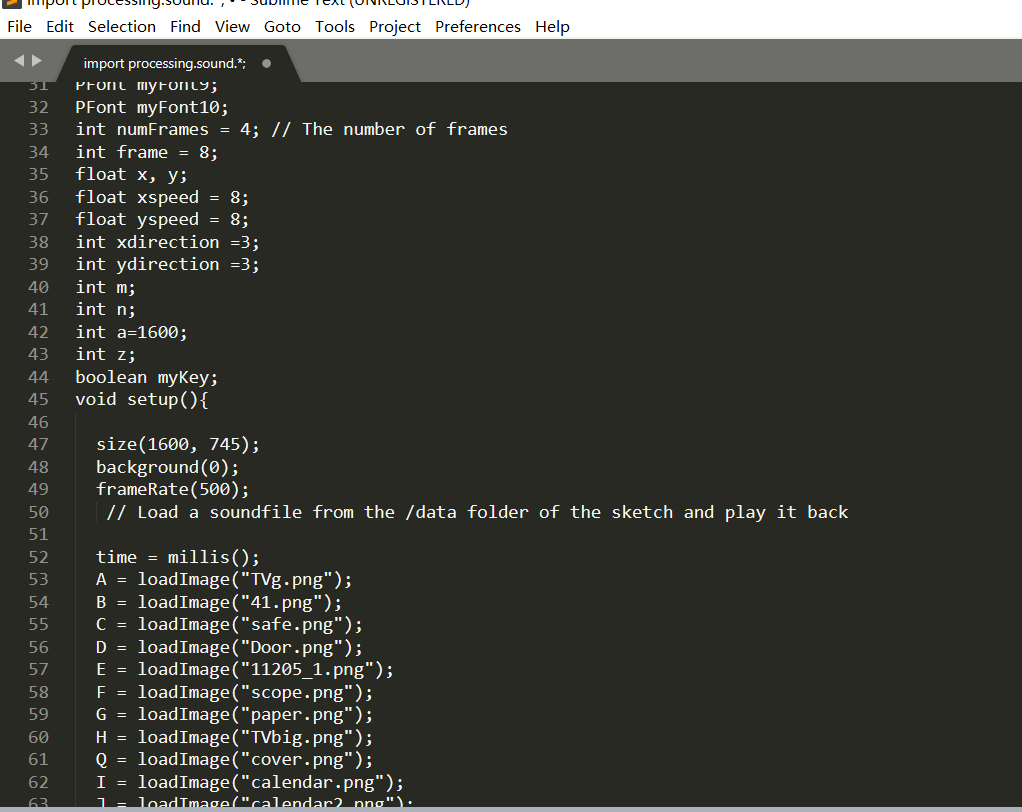 import processing.sound.*; • - Sublime Text (UNREGISTERED)
File Edit Selection Find View Goto Tools Project Preferences Help
import processing.sound.*;
31 PFont myFont9;
32 PFont myFont10;
33 int numFrames = 4; // The number of frames
34 int frame = 8;
35 float x, y;
36 float xspeed = 8;
37 float yspeed = 8;
38 int xdirection =3;
39 int ydirection =3;
40 int m;
41 int n;
42 int a=1600;
43 int z;
44 boolean myKey;
45 void setup(){
46
47 size(1600, 745);
48 background(0);
49 frameRate(500);
50 // Load a soundfile from the /data folder of the sketch and play it back
51
52 time = millis();
53 A = loadImage("TVg.png");
54 B = loadImage("41.png");
55 C = loadImage("safe.png");
56 D = loadImage("Door.png");
57 E = loadImage("11205_1.png");
58 F = loadImage("scope.png");
59 G = loadImage("paper.png");
60 H = loadImage("TVbig.png");
61 Q = loadImage("cover.png");
62 I = loadImage("calendar.png");
63 J = loadImage("calendar2.png");